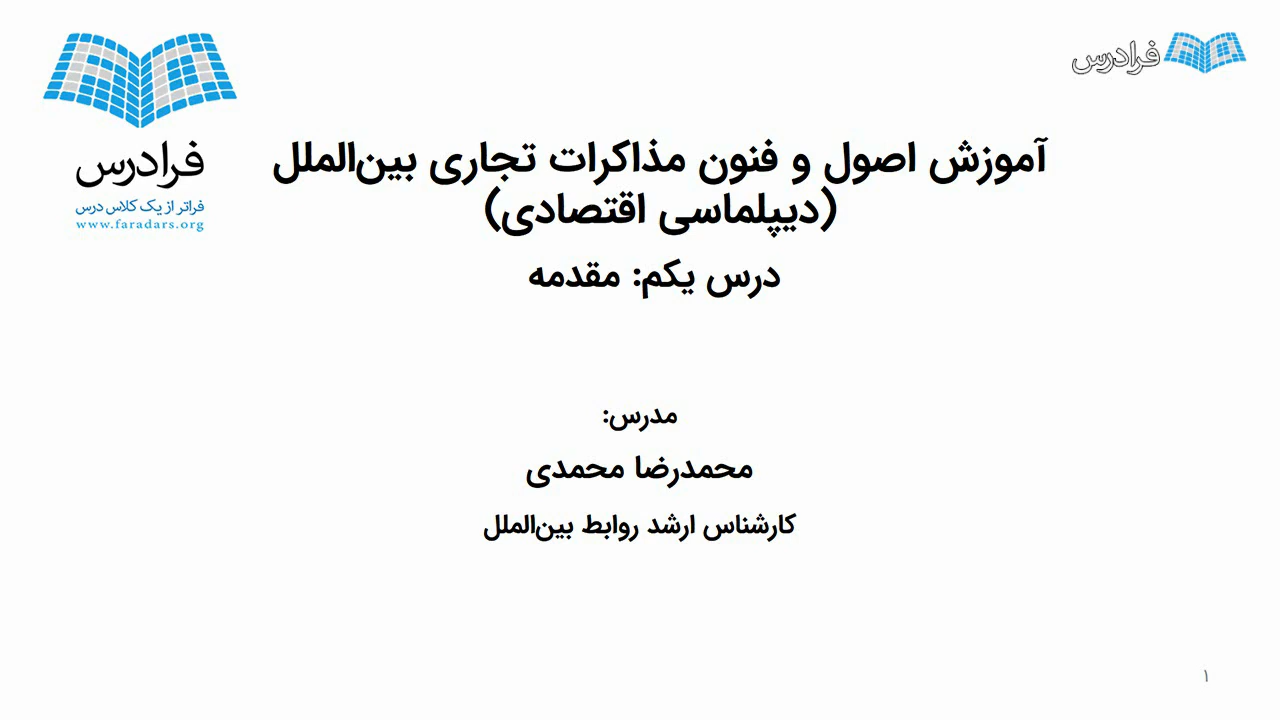 فرادرس
فرادرس
فراتر از یک کلاس درس
www.faradars.org
آموزش اصول و فنون مذاکرات تجاری بین‌الملل
(دیپلماسی اقتصادی)
درس یکم: مقدمه
مدرس:
محمدرضا محمدی
کارشناس ارشد روابط بین‌الملل
۱